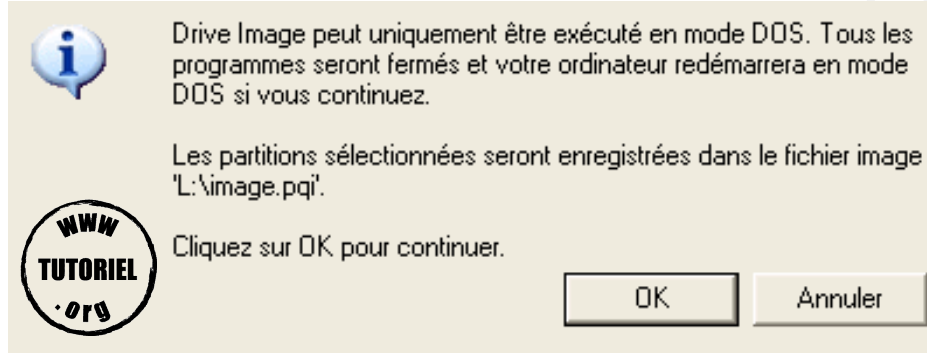 Drive Image peut uniquement être exécuté en mode DOS. Tous les
programmes seront fermés et votre ordinateur redémarrera en mode
DOS si vous continuez.
Les partitions sélectionnées seront enregistrées dans le fichier image
'L:\image.pqi'.
Cliquez sur OK pour continuer.
WWW
TUTORIEL
.org
OK
Annuler